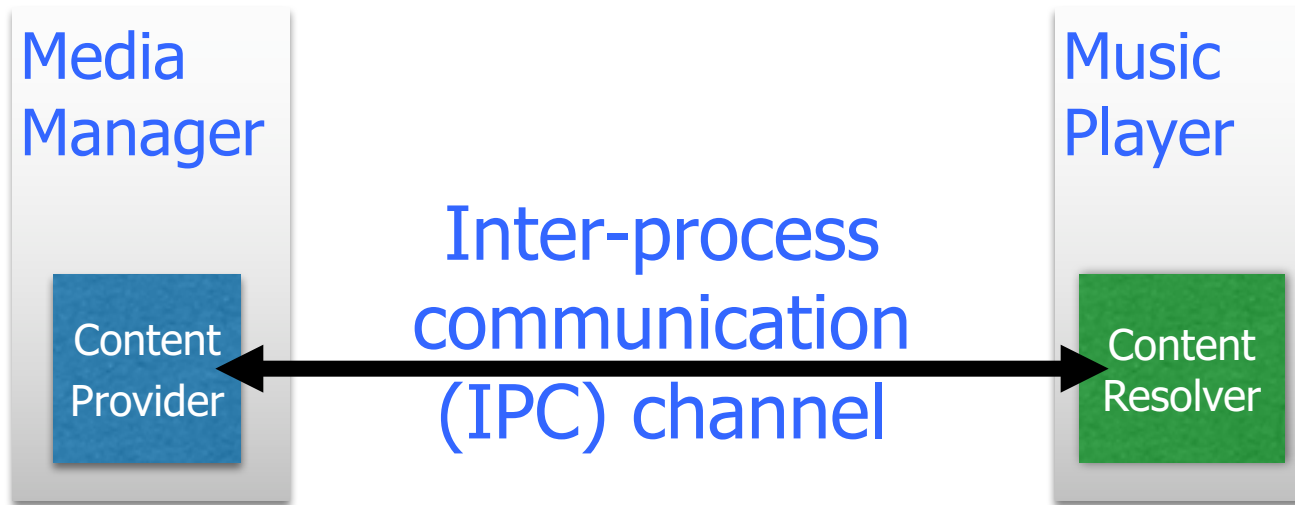 Media
Manager
Content
Provider
Inter-process
communication
(IPC) channel
Music
Player
Content
Resolver